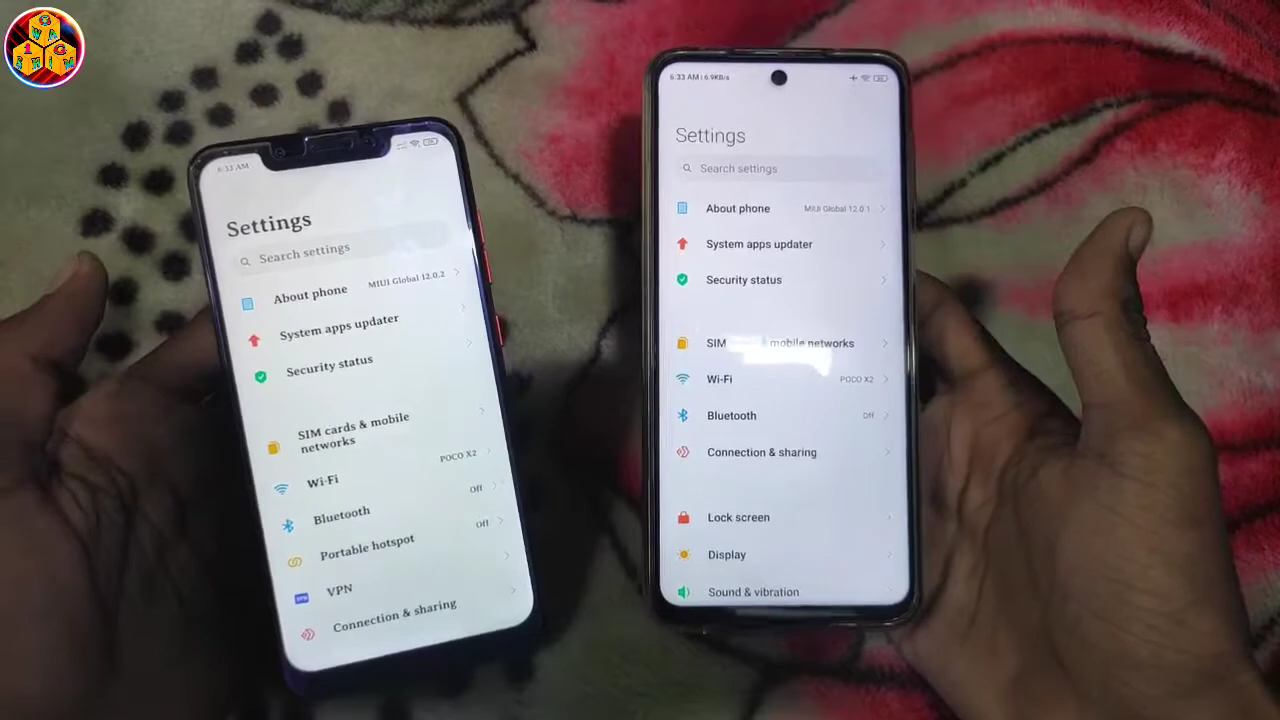 6:33 AM
Settings
Search settings
About phone
MIUI Global 12.0.2
System apps updater
Security status
SIM cards & mobile
networks
Wi-Fi
POCO X2
Bluetooth
Off
Portable hotspot
Off
VPN
Connection & sharing
6:33 AM | 6.9KB/s
Settings
Search settings
About phone
MIUI Global 12.0.1
System apps updater
Security status
SIM mobile networks
Wi-Fi
POCO X2
Bluetooth
Off
Connection & sharing
Lock screen
Display
Sound & vibration